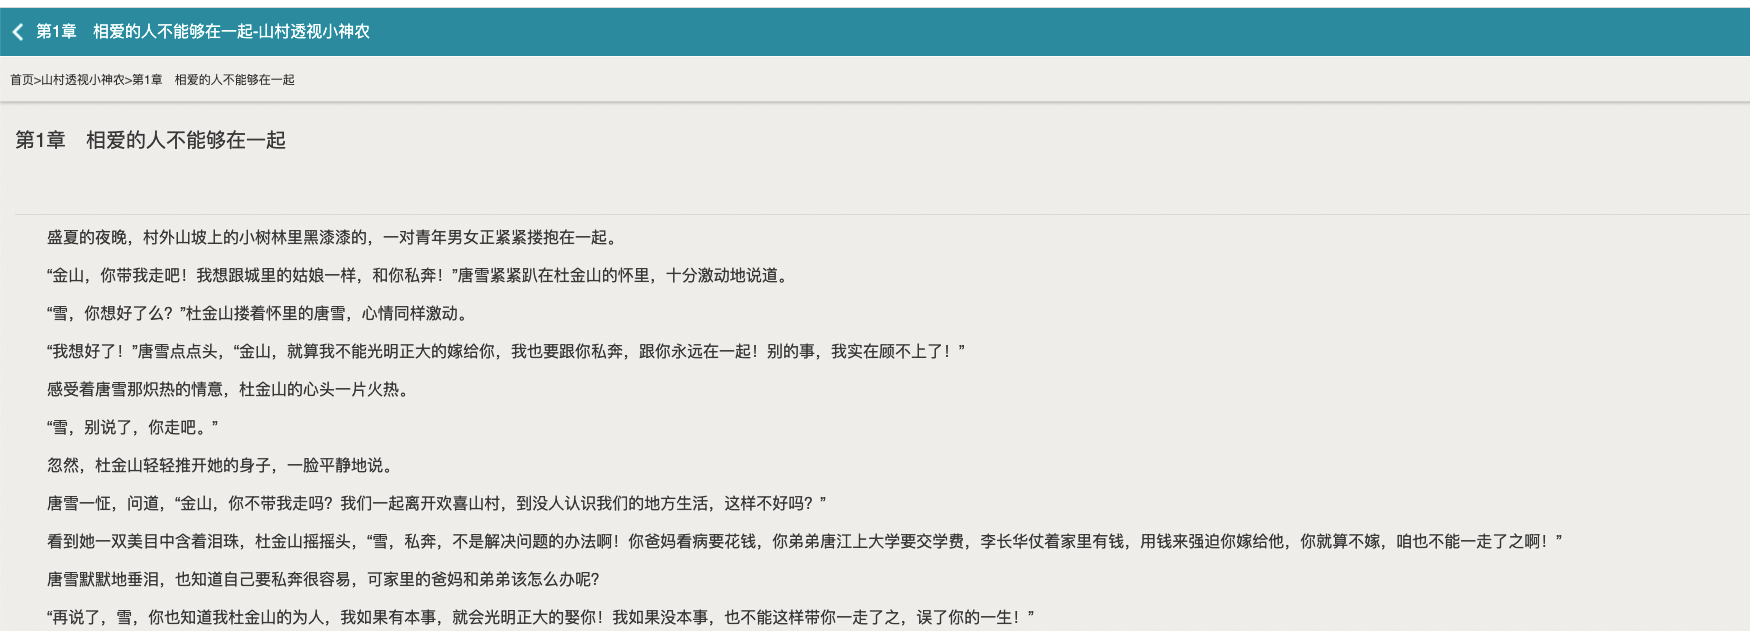 第1章　相爱的人不能够在一起-山村透视小神农
首页>山村透视小神农>第1章　相爱的人不能够在一起
第1章　相爱的人不能够在一起
盛夏的夜晚，村外山坡上的小树林里黑漆漆的，一对青年男女正紧紧搂抱在一起。
“金山，你带我走吧！我想跟城里的姑娘一样，和你私奔！”唐雪紧紧趴在杜金山的怀里，十分激动地说道。
“雪，你想好了么？”杜金山搂着怀里的唐雪，心情同样激动。
“我想好了！”唐雪点点头，“金山，就算我不能光明正大的嫁给你，我也要跟你私奔，跟你永远在一起！别的事，我实在顾不上了！”
感受着唐雪那炽热的情意，杜金山的心头一片火热。
“雪，别说了，你走吧。”
忽然，杜金山轻轻推开她的身子，一脸平静地说。
唐雪一怔，问道，“金山，你不带我走吗？我们一起离开欢喜山村，到没人认识我们的地方生活，这样不好吗？”
看到她一双美目中含着泪珠，杜金山摇摇头，“雪，私奔，不是解决问题的办法啊！你爸妈看病要花钱，你弟弟唐江上大学要交学费，李长华仗着家里有钱，用钱来强迫你嫁给他，你就算不嫁，咱也不能一走了之啊！”
唐雪默默地垂泪，也知道自己要私奔很容易，可家里的爸妈和弟弟该怎么办呢？
“再说了，雪，你也知道我杜金山的为人，我如果有本事，就会光明正大的娶你！我如果没本事，也不能这样带你一走了之，误了你的一生！”